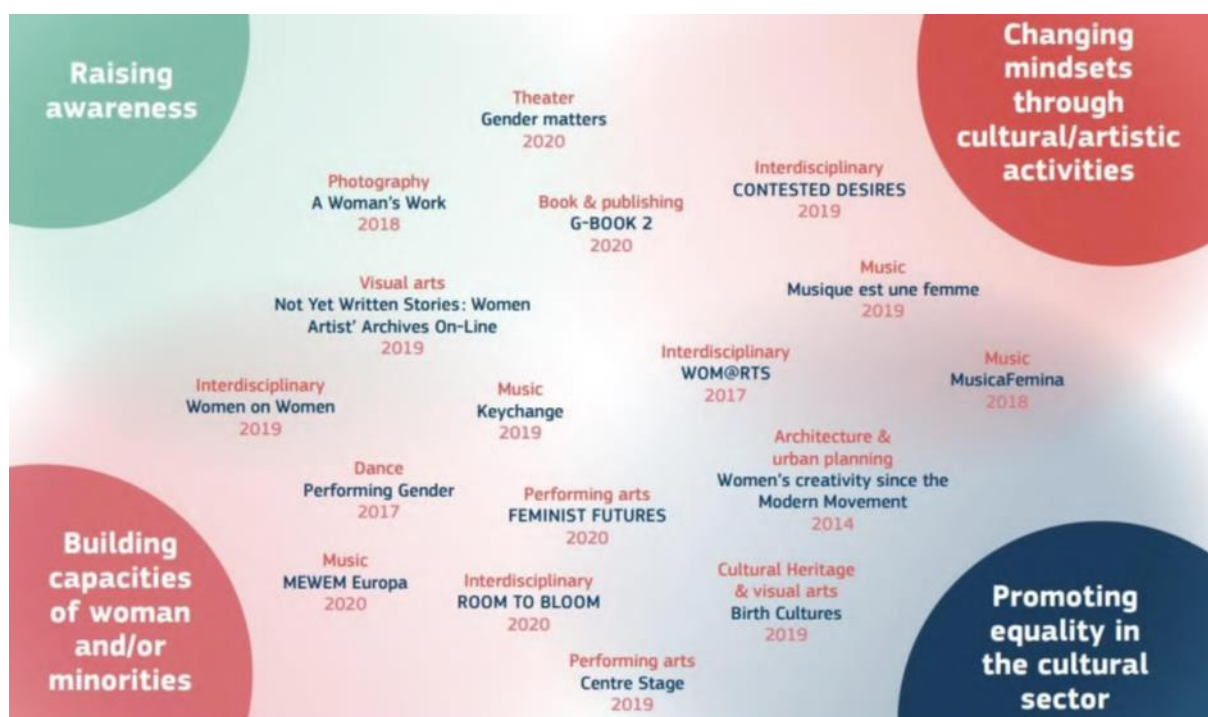 Raising
awareness
Changing
mindsets
through
cultural/artistic
activities
Theater
Gender matters
2020
Photography
A Woman's Work
2018
Book & publishing
G-BOOK 2
2020
Interdisciplinary
CONTESTED DESIRES
2019
Visual arts
Not Yet Written Stories: Women
Artist' Archives On-Line
2019
Music
Musique est une femme
2019
Interdisciplinary
Women on Women
2019
Music
Keychange
2019
Interdisciplinary
WOM@RTS
2017
Music
MusicaFemina
2018
Dance
Performing Gender
2017
Performing arts
FEMINIST FUTURES
2020
Architecture &
urban planning
Women's creativity since the
Modern Movement
2014
Music
MEWEM Europa
2020
Interdisciplinary
ROOM TO BLOOM
2020
Cultural Heritage
& visual arts
Birth Cultures
2019
Performing arts
Centre Stage
2019
Building
capacities
of woman
and/or
minorities
Promoting
equality in
the cultural
sector